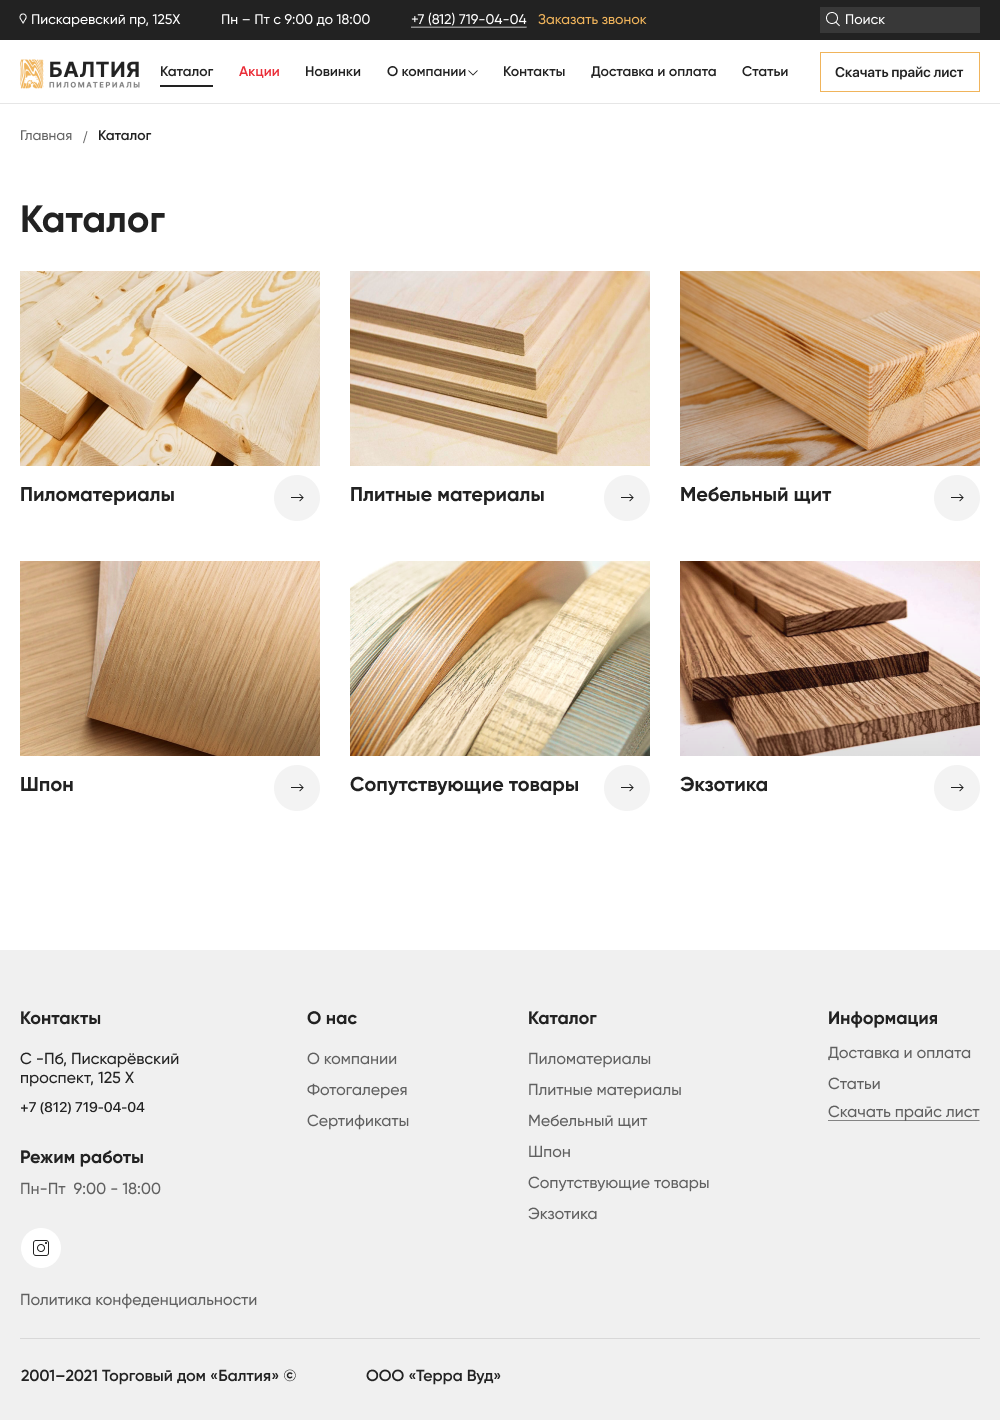 Пискаревский пр, 125Х
Пн – Пт с 9:00 до 18:00
+7 (812) 719-04-04
Заказать звонок
Поиск
БАЛТИЯ
ПИЛОМАТЕРИАЛЫ
Каталог
Акции
Новинки
О компании
Контакты
Доставка и оплата
Статьи
Скачать прайс лист
Главная / Каталог
Каталог
Пиломатериалы
Плитные материалы
Мебельный щит
Шпон
Сопутствующие товары
Экзотика
Контакты
С -Пб, Пискарёвский
проспект, 125 Х
+7 (812) 719-04-04
Режим работы
Пн-Пт 9:00 - 18:00
Политика конфеденциальности
О нас
О компании
Фотогалерея
Сертификаты
Каталог
Пиломатериалы
Плитные материалы
Мебельный щит
Шпон
Сопутствующие товары
Экзотика
Информация
Доставка и оплата
Статьи
Скачать прайс лист
2001–2021 Торговый дом «Балтия» ©
ООО «Терра Вуд»